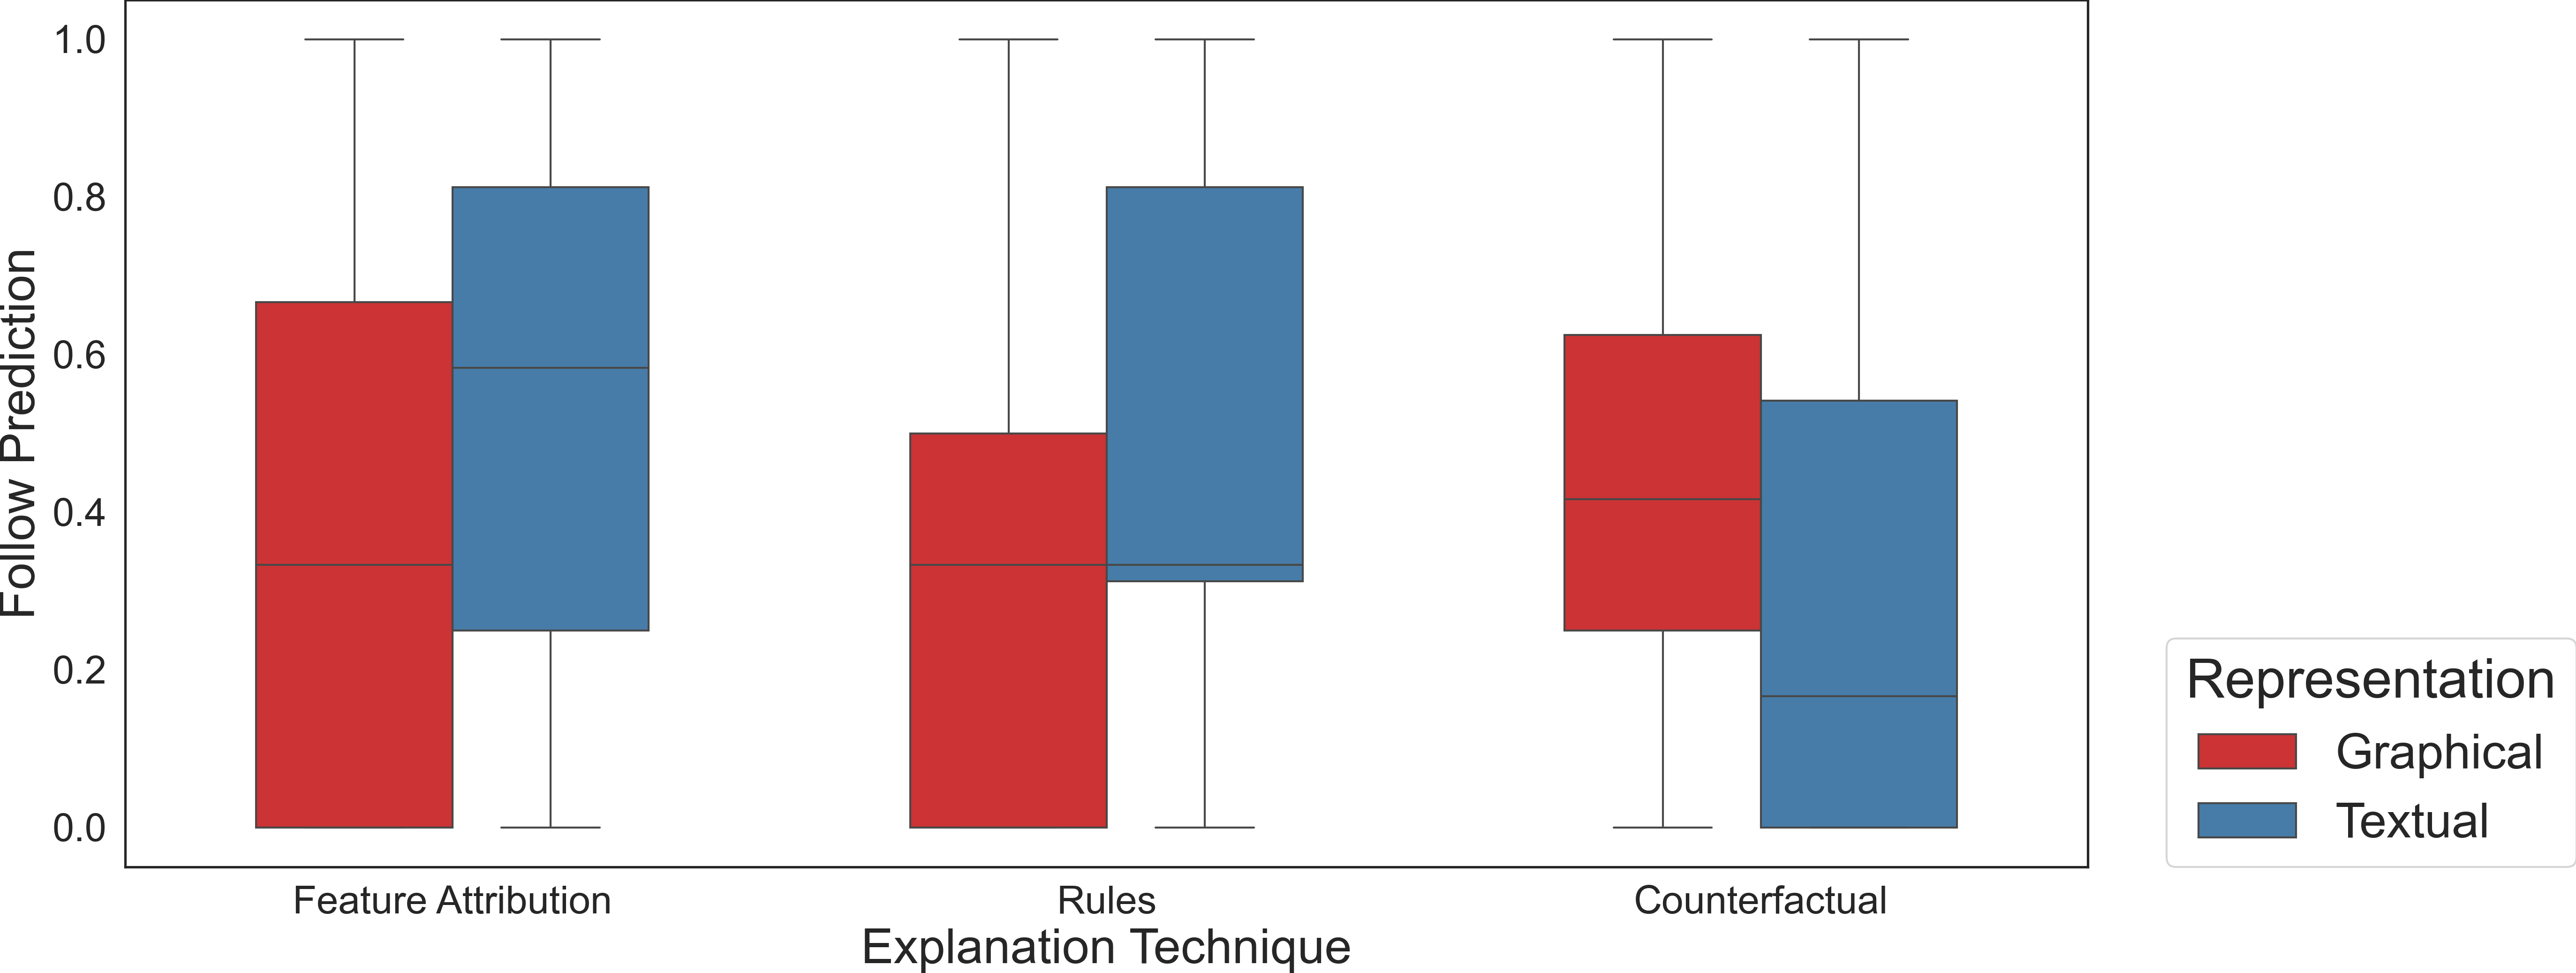 1.0
0.8
0.6
0.4
0.2
0.0
Follow Prediction
Feature Attribution
Rules
Counterfactual
Explanation Technique
Representation
Graphical
Textual